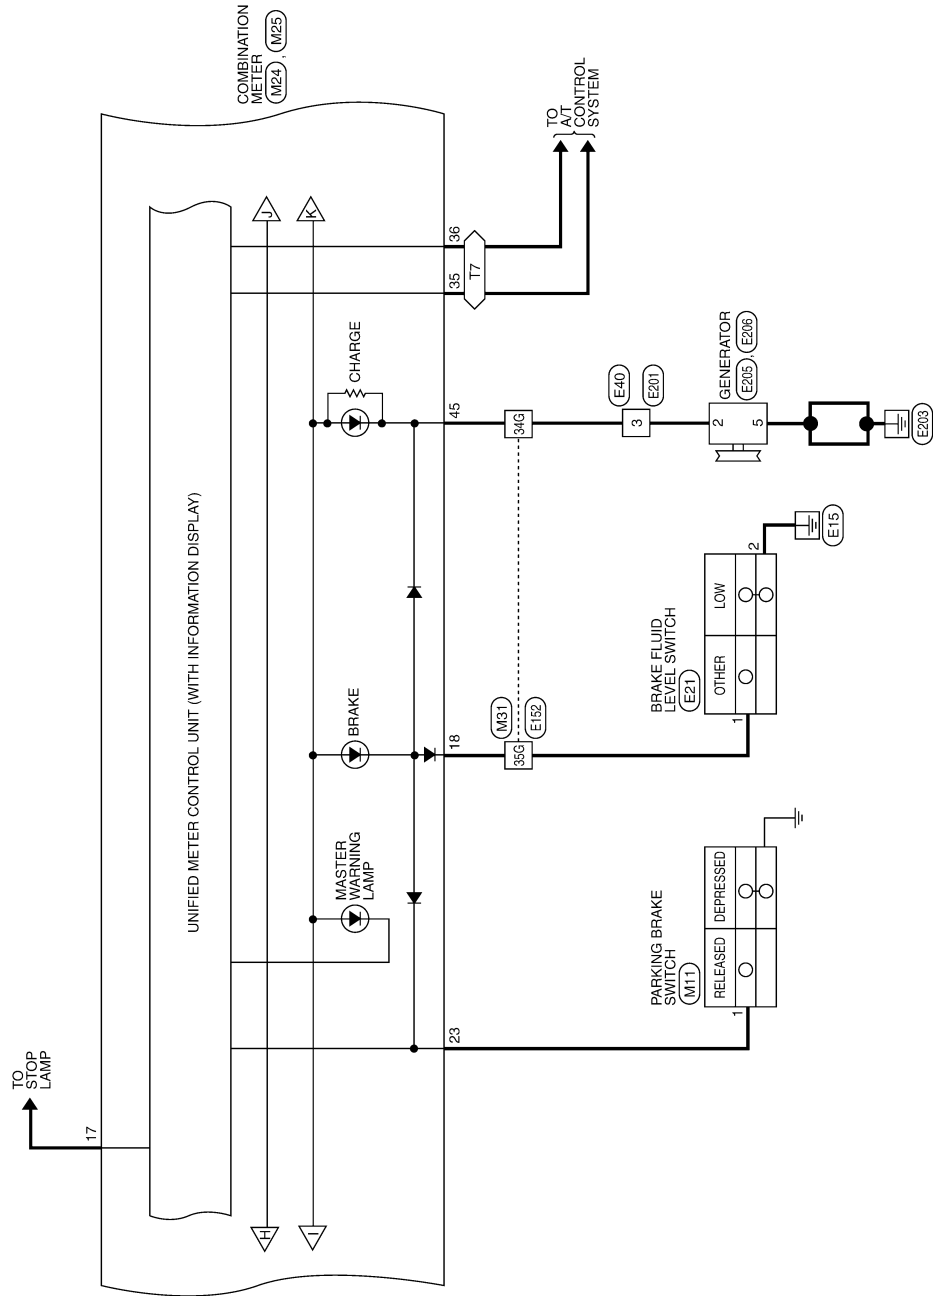 COMBINATION
METER
M24 , M25
TO
STOP
LAMP
17
UNIFIED METER CONTROL UNIT (WITH INFORMATION DISPLAY)
H
J
I
K
MASTER
WARNING
LAMP
BRAKE
CHARGE
23
18
45
35
36
T7
TO
A/T
CONTROL
SYSTEM
M31
35G
E152
34G
E40
3
E201
PARKING BRAKE
SWITCH
M11
RELEASED
DEPRESSED
1
BRAKE FLUID
LEVEL SWITCH
E21
OTHER
LOW
1
2
E15
GENERATOR
E205 , E206
2
5
E203